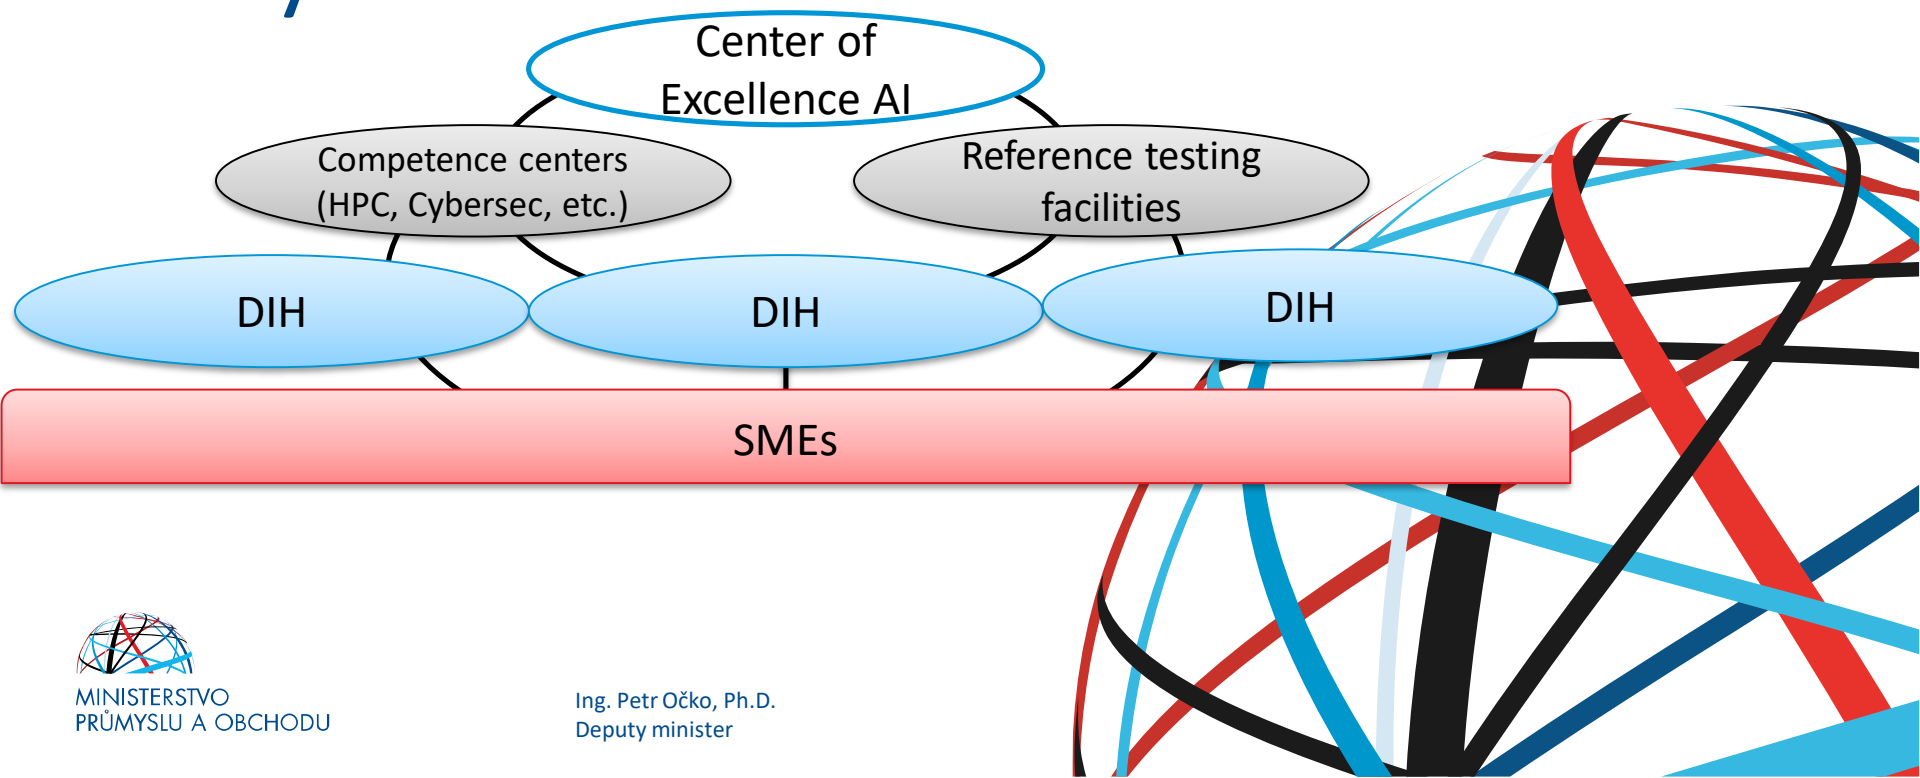 Center of
Excellence AI
Competence centers
(HPC, Cybersec, etc.)
Reference testing
facilities
DIH
DIH
DIH
SMEs
MINISTERSTVO
PRŮMYSLU A OBCHODU
Ing. Petr Očko, Ph.D.
Deputy minister